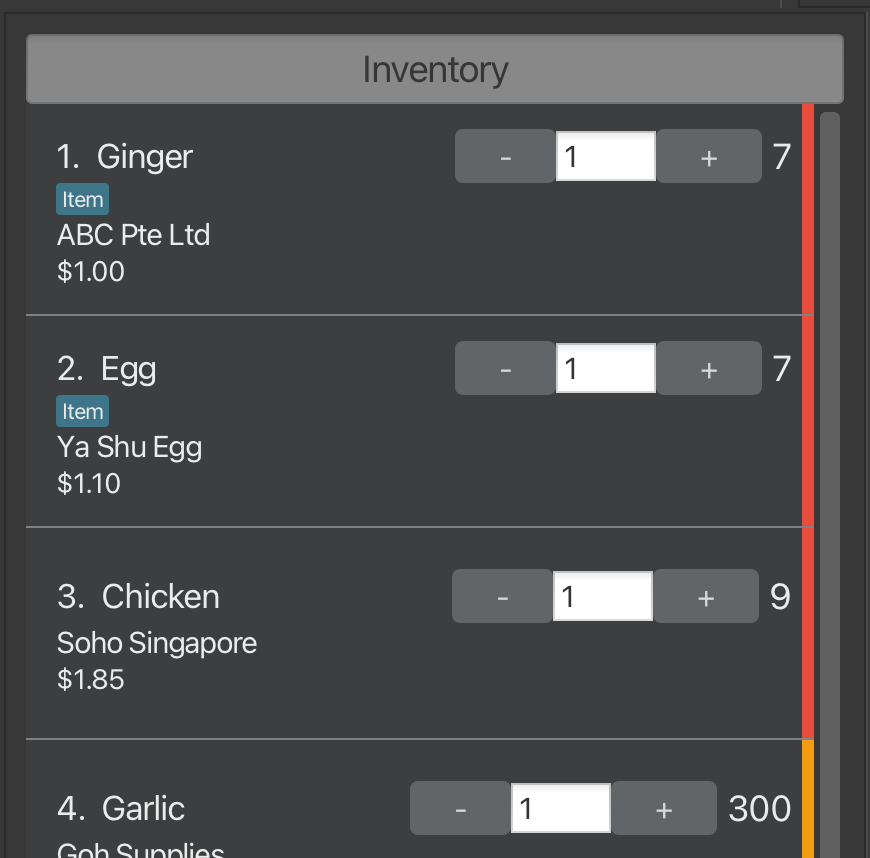 Inventory
1. Ginger - 1 + 7
Item
ABC Pte Ltd
$1.00
2. Egg - 1 + 7
Item
Ya Shu Egg
$1.10
3. Chicken - 1 + 9
Soho Singapore
$1.85
4. Garlic - 1 + 300
Goh Supplies